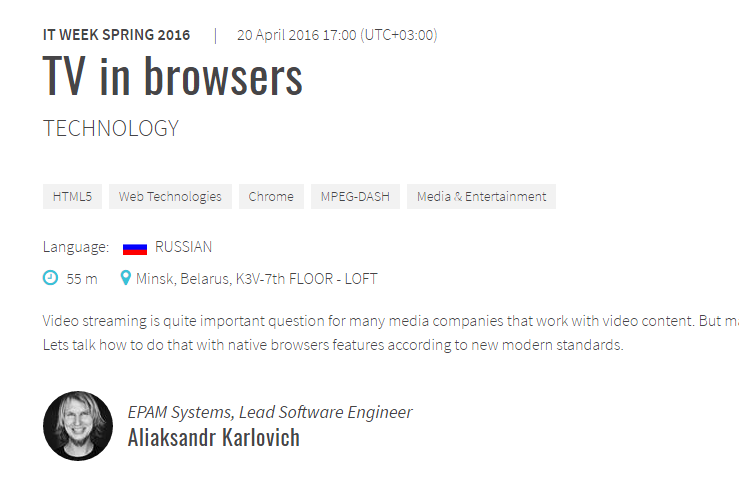 IT WEEK SPRING 2016 | 20 April 2016 17:00 (UTC+03:00)
TV in browsers
TECHNOLOGY
HTML5 Web Technologies Chrome MPEG-DASH Media & Entertainment
Language: RUSSIAN
55 m Minsk, Belarus, K3V-7th FLOOR - LOFT
Video streaming is quite important question for many media companies that work with video content. But
Lets talk how to do that with native browsers features according to new modern standards.
EPAM Systems, Lead Software Engineer
Aliaksandr Karlovich